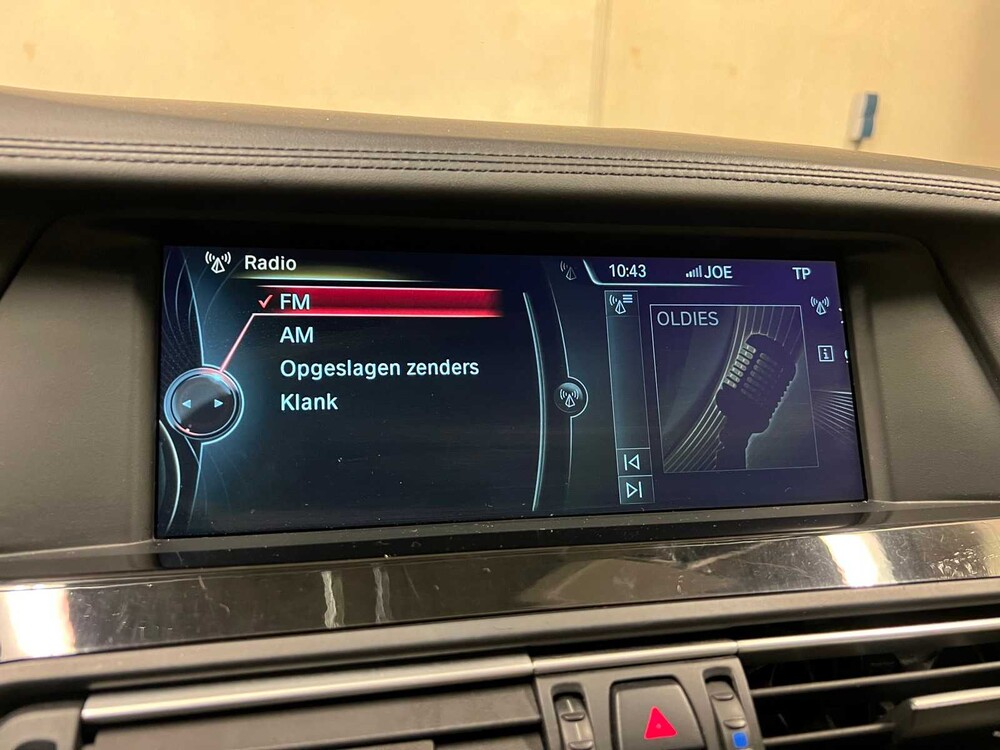 Radio
FM
AM
Opgeslagen zenders
Klank
10:43 JOE TP
OLDIES